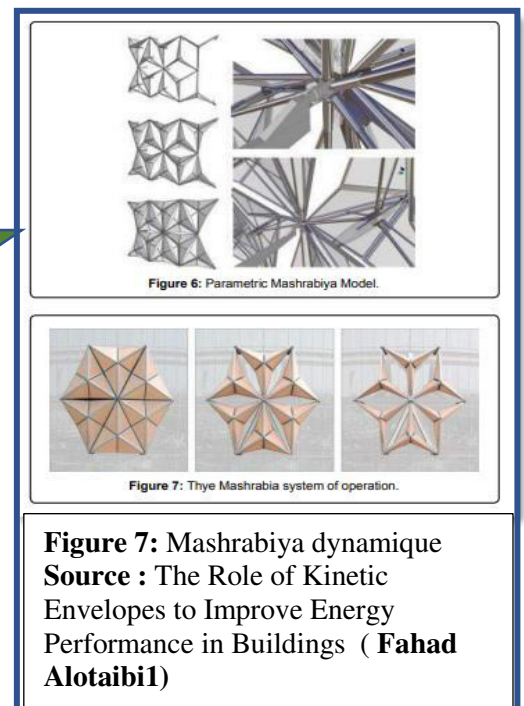 Figure 6: Parametric Mashrabiya Model.
Figure 7: Thye Mashrabia system of operation.
Figure 7: Mashrabiya dynamique
Source : The Role of Kinetic
Envelopes to Improve Energy
Performance in Buildings ( Fahad
Alotaibi1)